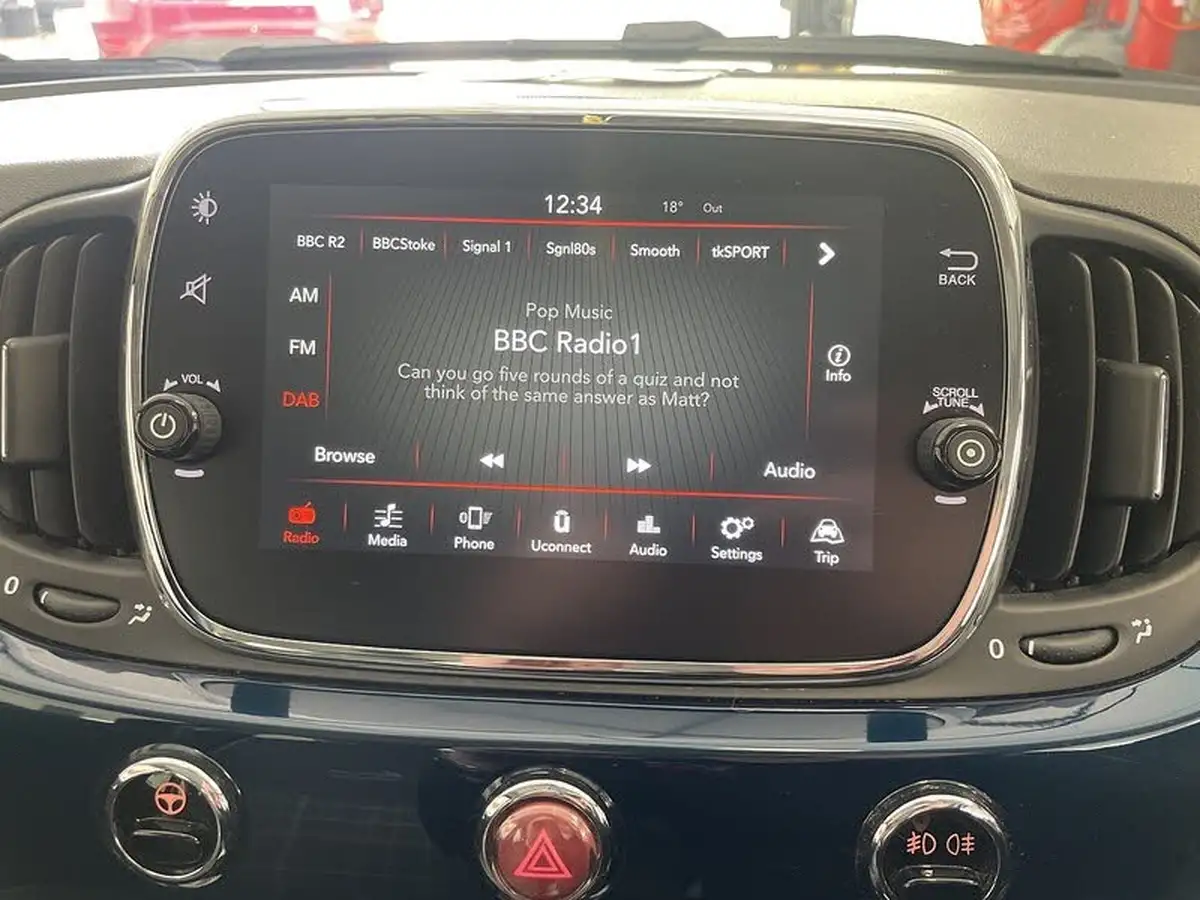 12:34 18° Out
BBC R2 BBCStoke Signal 1 Sgnl80s Smooth tkSPORT
BACK
AM
FM
DAB
Pop Music
BBC Radio1
Can you go five rounds of a quiz and not
think of the same answer as Matt?
Info
VOL
SCROLL
TUNE
Browse Audio
Radio Media Phone Uconnect Audio Settings Trip
0
0